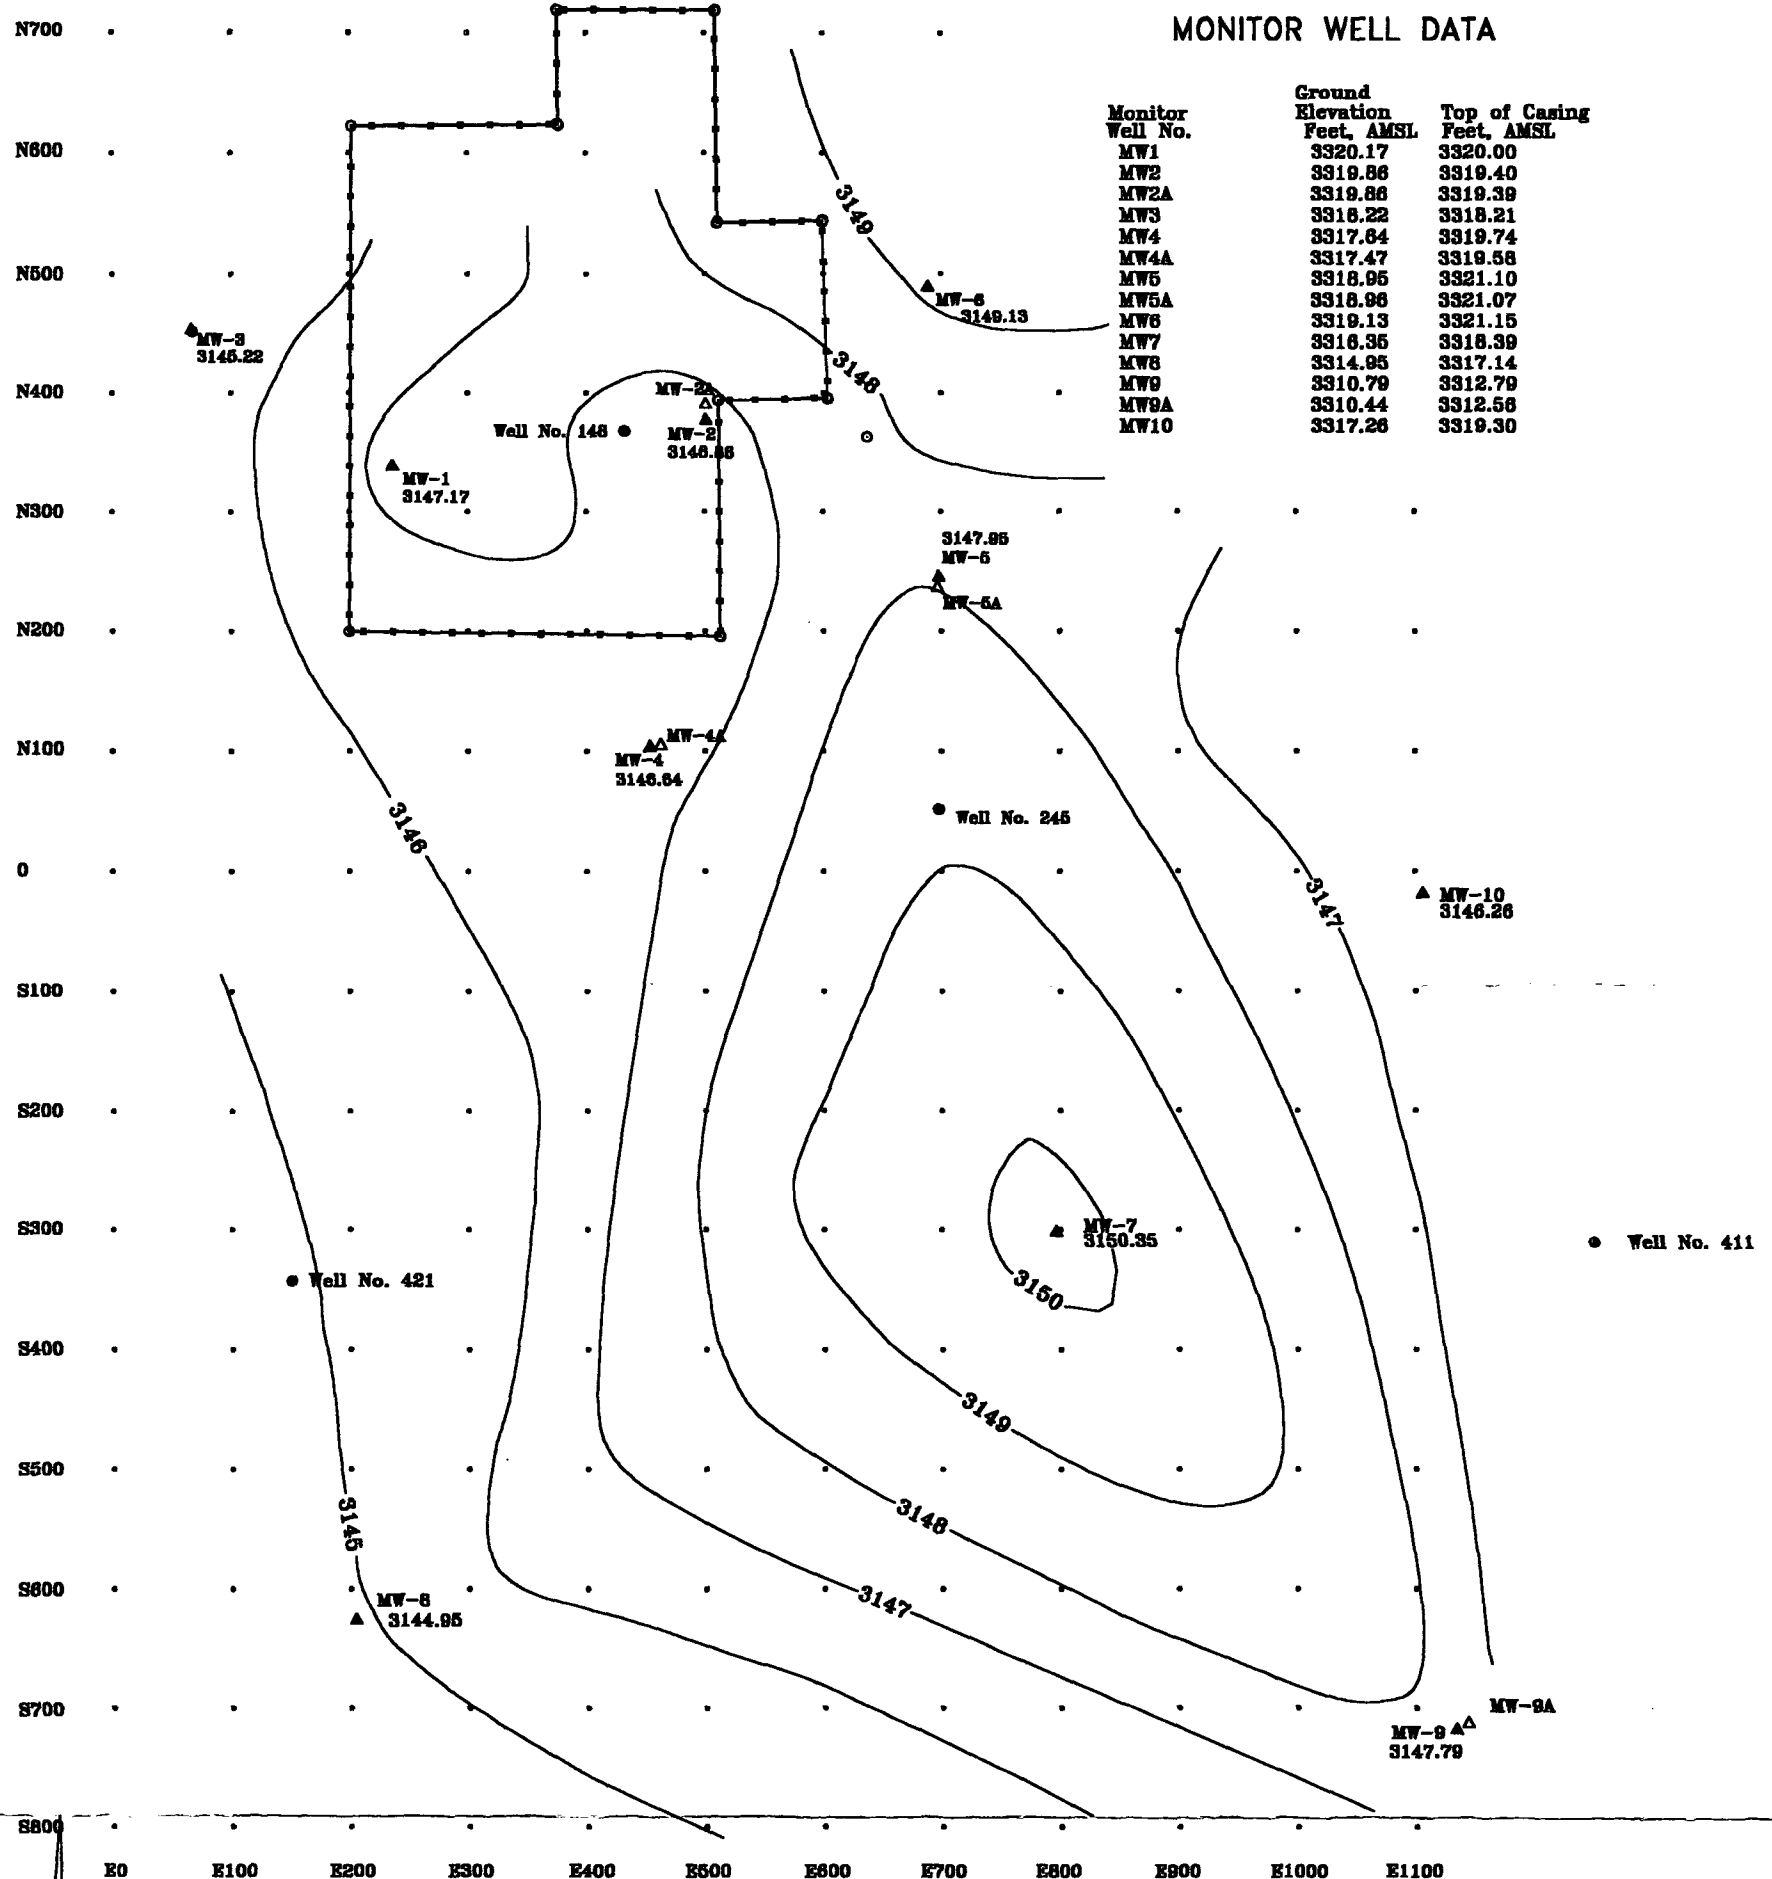 MONITOR WELL DATA
Monitor Well No. Ground Elevation Feet, AMSL Top of Casing Feet, AMSL
MW1 3320.17 3320.00
MW2 3319.86 3319.40
MW2A 3319.86 3319.39
MW3 3318.22 3318.21
MW4 3317.64 3319.74
MW4A 3317.47 3319.58
MW5 3318.95 3321.10
MW5A 3318.96 3321.07
MW6 3319.13 3321.15
MW7 3316.35 3318.39
MW8 3314.95 3317.14
MW9 3310.79 3312.79
MW9A 3310.44 3312.56
MW10 3317.26 3319.30
N700
N600
N500
N400
N300
N200
N100
0
S100
S200
S300
S400
S500
S600
S700
S800
3149
MW-6
3149.13
MW-3
3145.22
3148
MW-2A
MW-2
Well No. 146
MW-1
3147.17
3147.95
MW-5
MW-5A
MW-4A
MW-4
3146.64
3146
Well No. 245
3147
MW-10
3146.26
MW-7
3150.35
3150
Well No. 411
Well No. 421
3149
3148
3145
3147
MW-8
3144.95
MW-9A
MW-9
3147.79
E0 E100 E200 E300 E400 E500 E600 E700 E800 E900 E1000 E1100